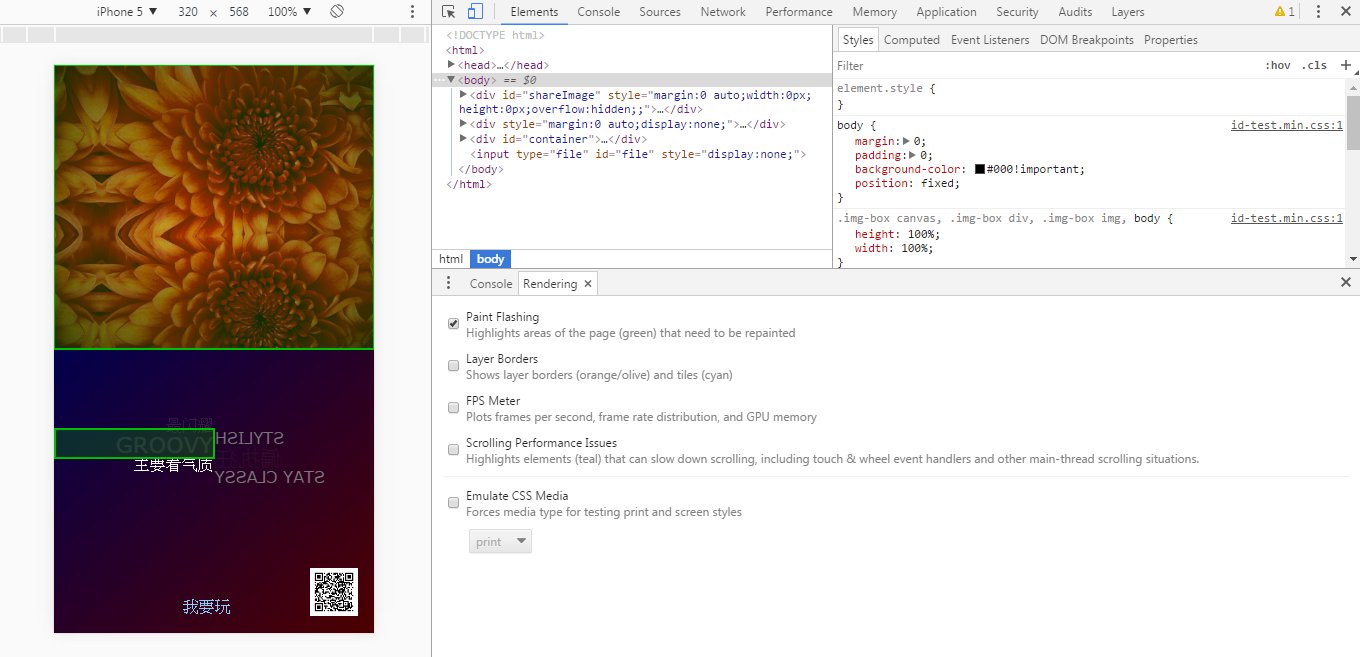 iPhone 5 ▼ 320 × 568 100% ▼
Elements Console Sources Network Performance Memory Application Security Audits Layers 1
<!DOCTYPE html>
<html>
<head>…</head>
<body> == $0
<div id="shareImage" style="margin:0 auto;width:0px;
height:0px;overflow:hidden;;">…</div>
<div style="margin:0 auto;display:none;">…</div>
<div id="container">…</div>
<input type="file" id="file" style="display:none;">
</body>
</html>
html body
Styles Computed Event Listeners DOM Breakpoints Properties
Filter :hov .cls +
element.style {
}
body { id-test.min.css:1
margin: 0;
padding: 0;
background-color: #000!important;
position: fixed;
}
.img-box canvas, .img-box div, .img-box img, body { id-test.min.css:1
height: 100%;
width: 100%;
}
Console Rendering ×
Paint Flashing
Highlights areas of the page (green) that need to be repainted
Layer Borders
Shows layer borders (orange/olive) and tiles (cyan)
FPS Meter
Plots frames per second, frame rate distribution, and GPU memory
Scrolling Performance Issues
Highlights elements (teal) that can slow down scrolling, including touch & wheel event handlers and other main-thread scrolling situations.
Emulate CSS Media
Forces media type for testing print and screen styles
print
最闪耀
GROOVY
STYLISH
主要看气质
STAY CLASSY
我要玩